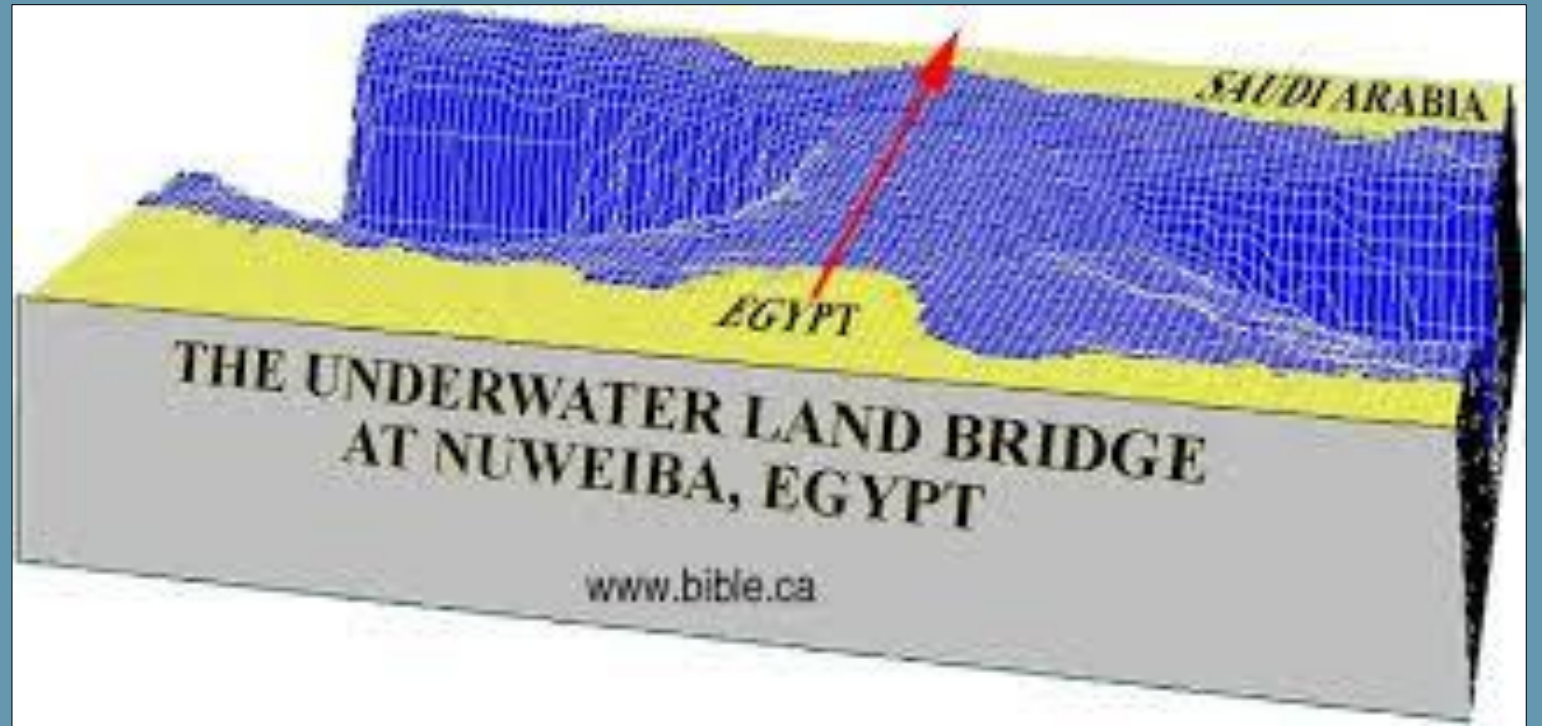 SAUDI ARABIA
EGYPT
THE UNDERWATER LAND BRIDGE
AT NUWEIBA, EGYPT
www.bible.ca